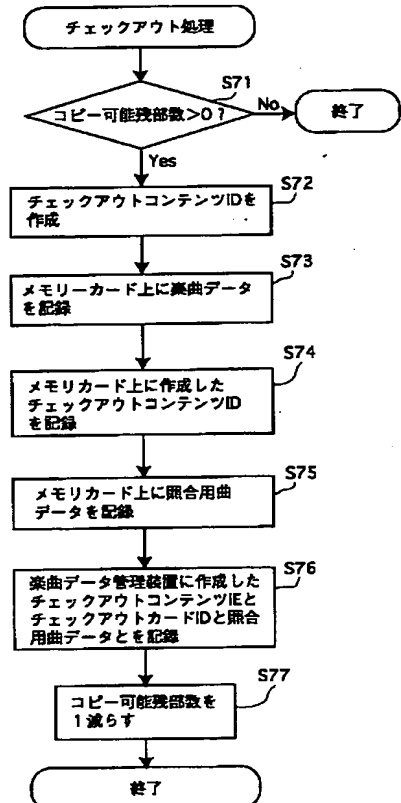 チェックアウト処理
S71
コピー可能残部数>0?
No
終了
Yes
S72
チェックアウトコンテンツIDを
作成
S73
メモリーカード上に楽曲データ
を記録
S74
メモリカード上に作成した
チェックアウトコンテンツID
を記録
S75
メモリカード上に照合用曲
データを記録
S76
楽曲データ管理装置に作成した
チェックアウトコンテンツIEと
チェックアウトカードIDと照合
用曲データとを記録
S77
コピー可能残部数を
1減らす
終了